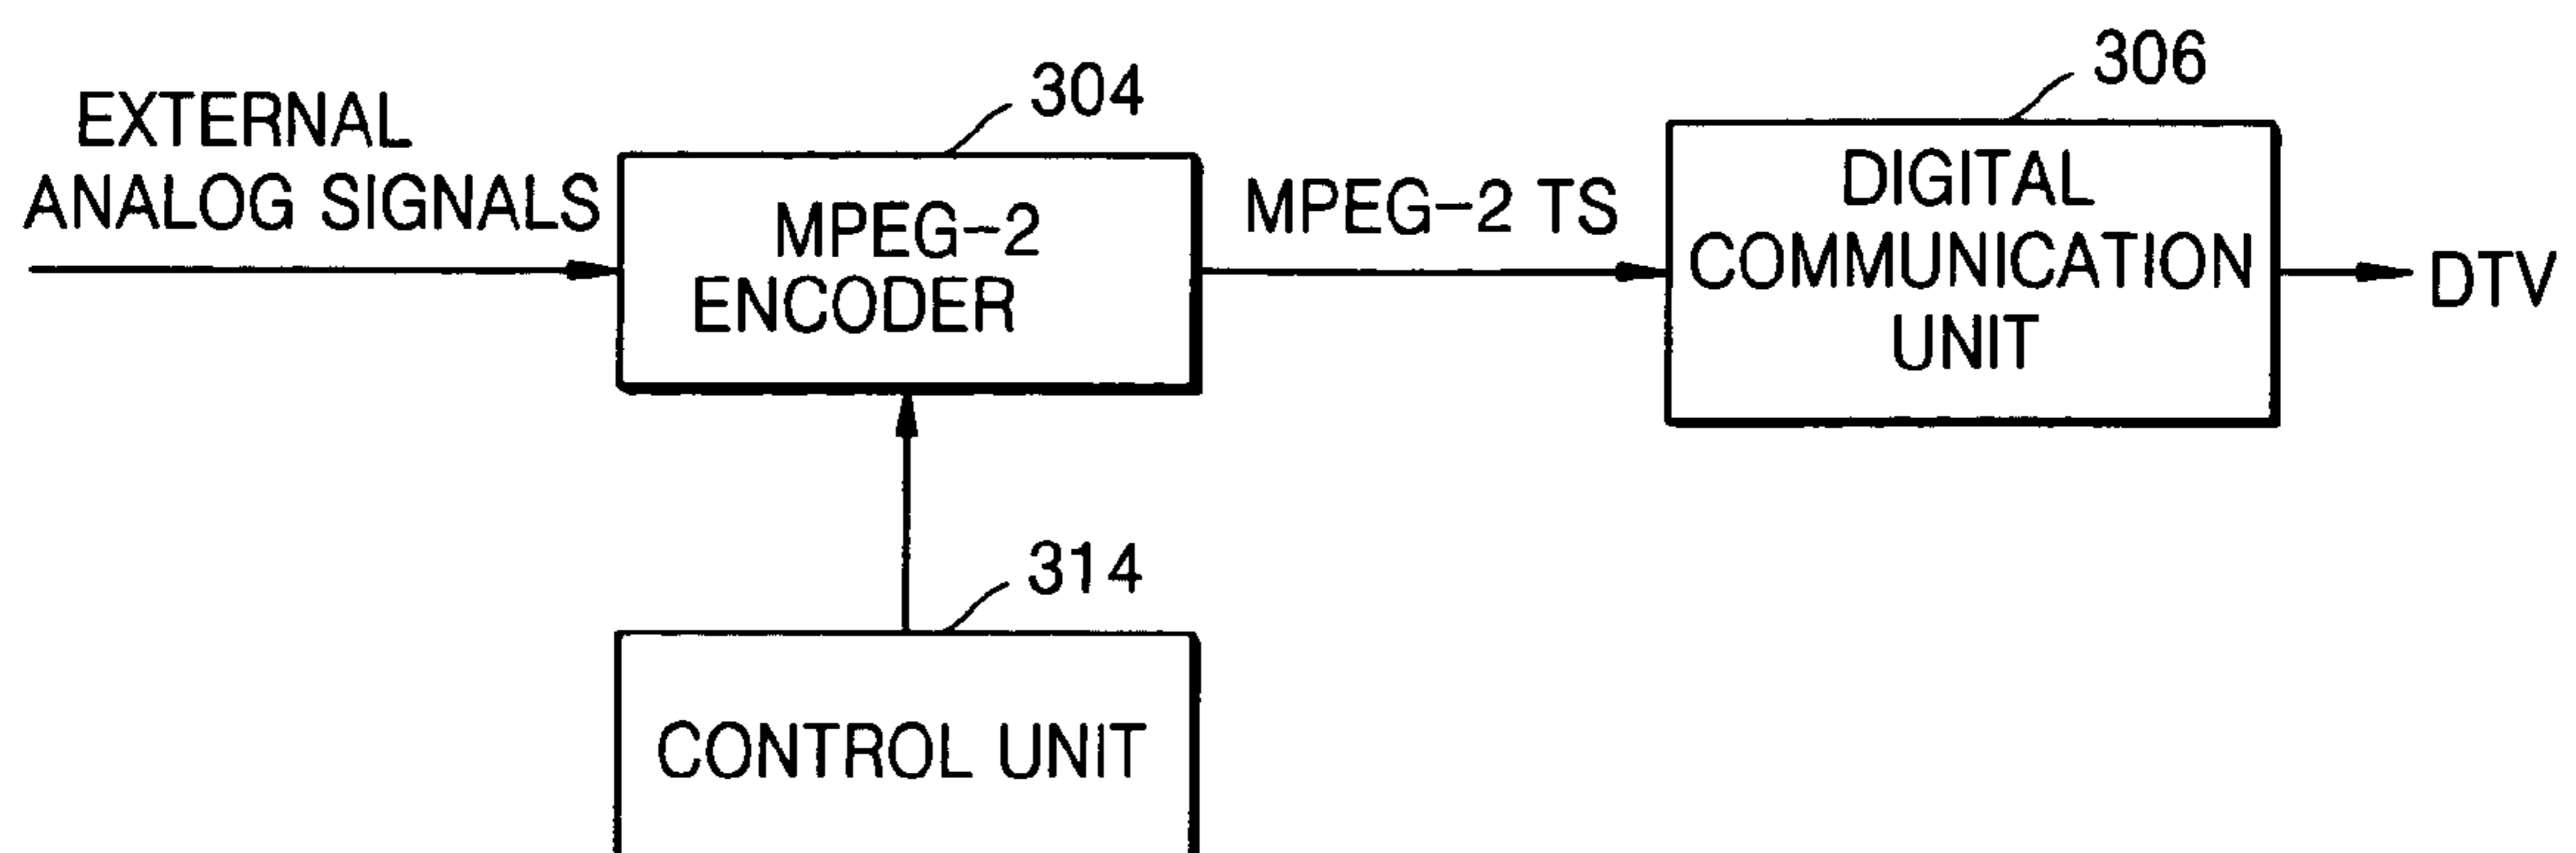 EXTERNAL
ANALOG SIGNALS
304
MPEG-2
ENCODER
MPEG-2 TS
306
DIGITAL
COMMUNICATION
UNIT
DTV
314
CONTROL UNIT